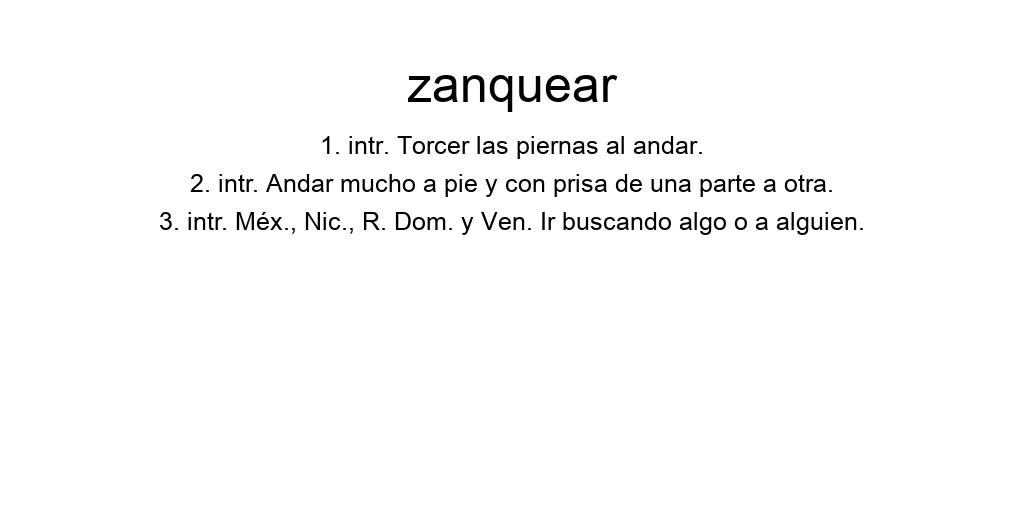 zanquear
1. intr. Torcer las piernas al andar.
2. intr. Andar mucho a pie y con prisa de una parte a otra.
3. intr. Méx., Nic., R. Dom. y Ven. Ir buscando algo o a alguien.